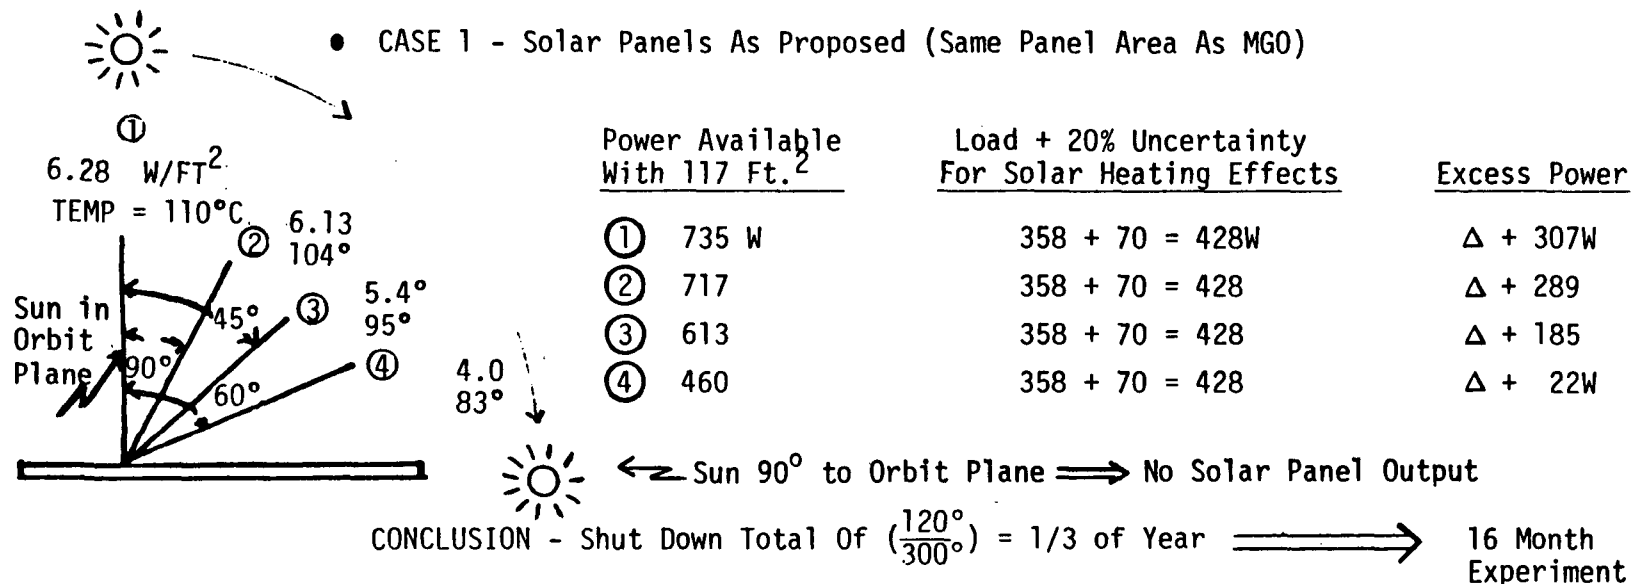 • CASE 1 - Solar Panels As Proposed (Same Panel Area As MGO)
①
6.28 W/FT²
TEMP = 110°C
② 6.13
104°
③ 5.4°
95°
④ 4.0
83°
Sun in
Orbit
Plane
90°
45°
60°
Power Available
With 117 Ft.²
Load + 20% Uncertainty
For Solar Heating Effects
Excess Power
① 735 W 358 + 70 = 428W Δ + 307W
② 717 358 + 70 = 428 Δ + 289
③ 613 358 + 70 = 428 Δ + 185
④ 460 358 + 70 = 428 Δ + 22W
Sun 90° to Orbit Plane ⟹ No Solar Panel Output
CONCLUSION - Shut Down Total Of (120°/300°) = 1/3 of Year ⟹ 16 Month
Experiment